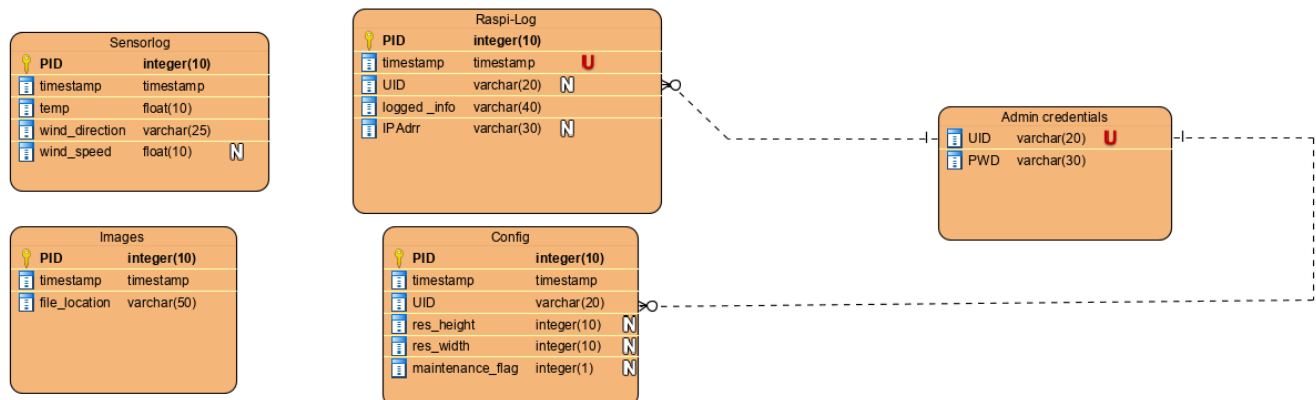 Sensorlog
PID integer(10)
timestamp timestamp
temp float(10)
wind_direction varchar(25)
wind_speed float(10) N
Raspi-Log
PID integer(10)
timestamp timestamp U
UID varchar(20) N
logged _info varchar(40)
IPAdrr varchar(30) N
Admin credentials
UID varchar(20) U
PWD varchar(30)
Images
PID integer(10)
timestamp timestamp
file_location varchar(50)
Config
PID integer(10)
timestamp timestamp
UID varchar(20)
res_height integer(10) N
res_width integer(10) N
maintenance_flag integer(1) N